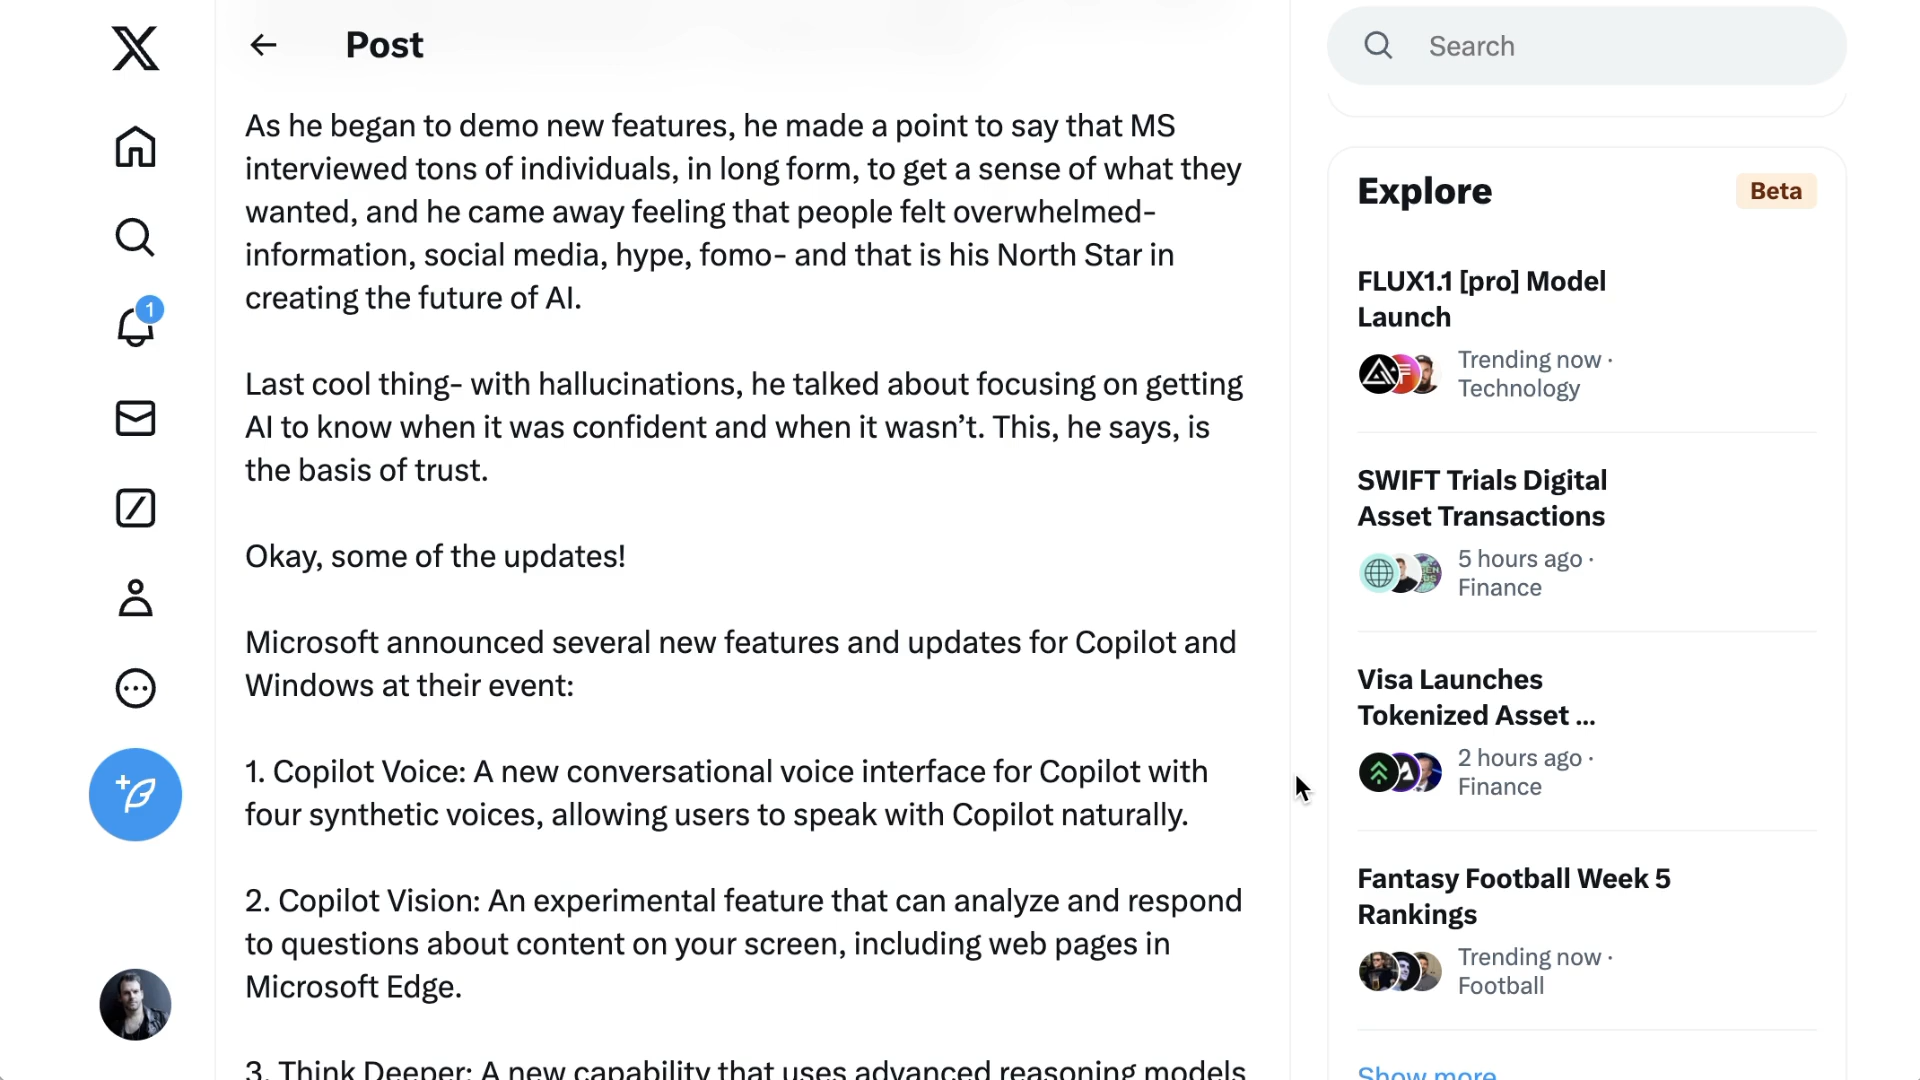 Post
As he began to demo new features, he made a point to say that MS
interviewed tons of individuals, in long form, to get a sense of what they
wanted, and he came away feeling that people felt overwhelmed-
information, social media, hype, fomo- and that is his North Star in
creating the future of AI.
Last cool thing- with hallucinations, he talked about focusing on getting
AI to know when it was confident and when it wasn’t. This, he says, is
the basis of trust.
Okay, some of the updates!
Microsoft announced several new features and updates for Copilot and
Windows at their event:
1. Copilot Voice: A new conversational voice interface for Copilot with
four synthetic voices, allowing users to speak with Copilot naturally.
2. Copilot Vision: An experimental feature that can analyze and respond
to questions about content on your screen, including web pages in
Microsoft Edge.
3. Think Deeper: A new capability that uses advanced reasoning models
1
Search
Explore
Beta
FLUX1.1 [pro] Model
Launch
Trending now ·
Technology
SWIFT Trials Digital
Asset Transactions
5 hours ago ·
Finance
Visa Launches
Tokenized Asset ...
2 hours ago ·
Finance
Fantasy Football Week 5
Rankings
Trending now ·
Football
Show more